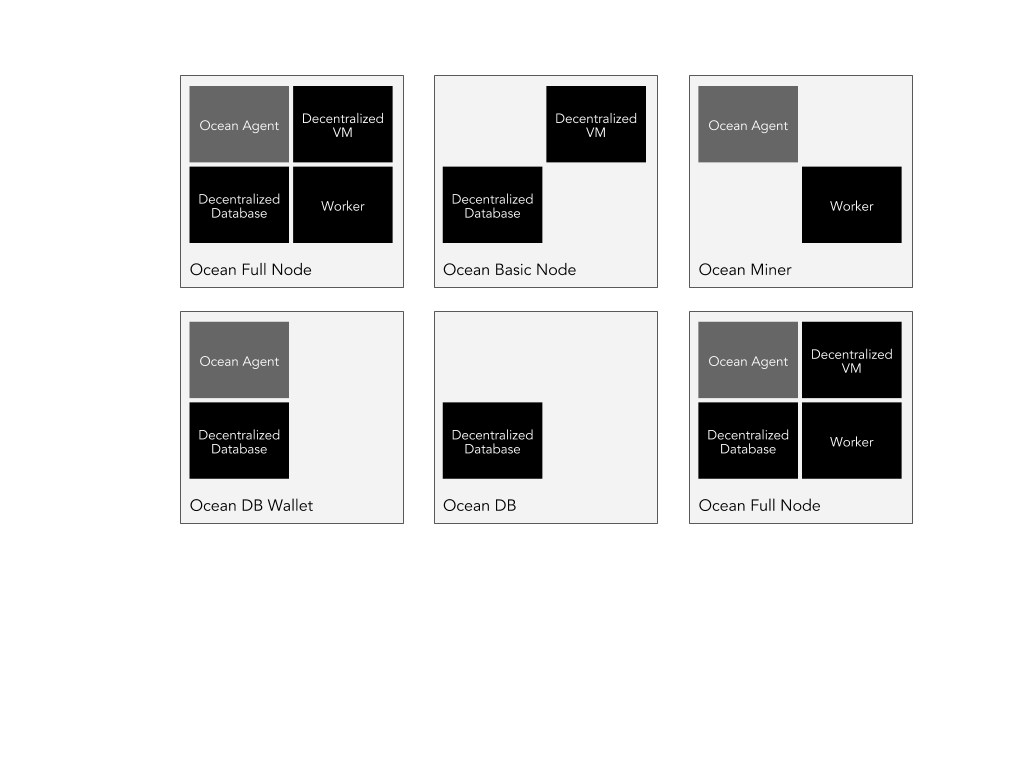 Ocean Agent
Decentralized
VM
Decentralized
Database
Worker
Ocean Full Node
Decentralized
VM
Decentralized
Database
Ocean Basic Node
Ocean Agent
Worker
Ocean Miner
Ocean Agent
Decentralized
Database
Ocean DB Wallet
Decentralized
Database
Ocean DB
Ocean Agent
Decentralized
VM
Decentralized
Database
Worker
Ocean Full Node